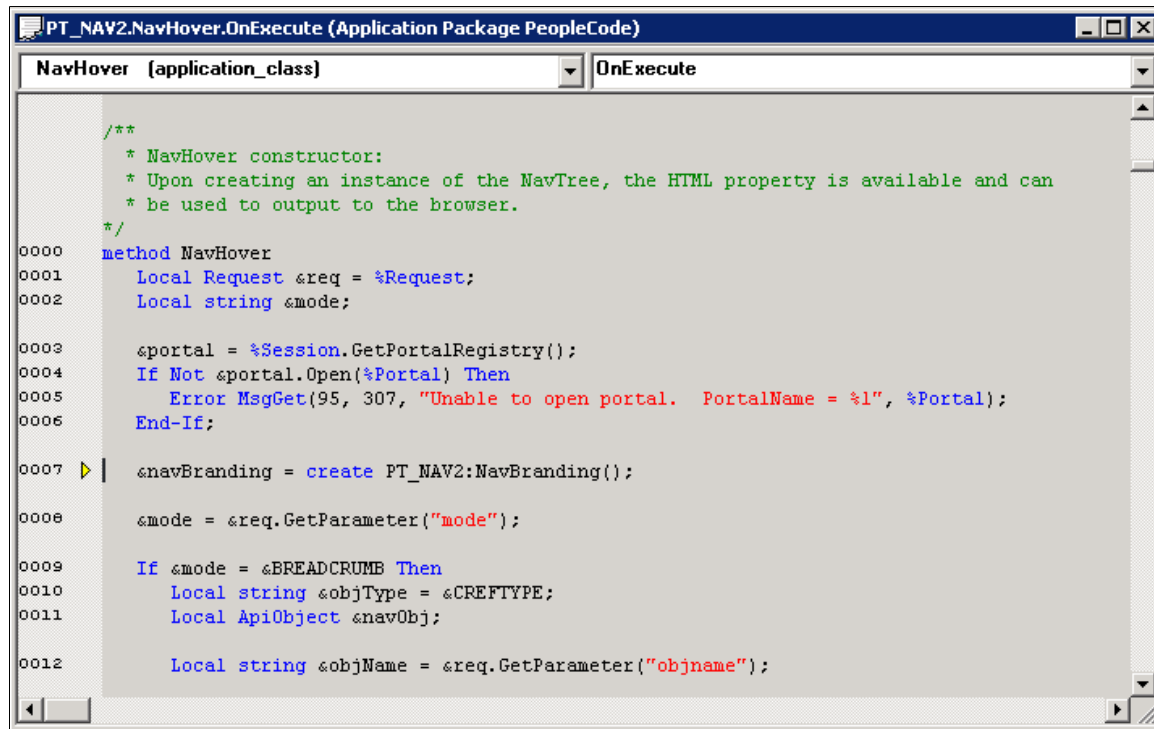 PT_NAV2.NavHover.OnExecute (Application Package PeopleCode)
NavHover (application_class) OnExecute
/**
* NavHover constructor:
* Upon creating an instance of the NavTree, the HTML property is available and can
* be used to output to the browser.
*/
0000 method NavHover
0001 Local Request &req = %Request;
0002 Local string &mode;
0003 &portal = %Session.GetPortalRegistry();
0004 If Not &portal.Open(%Portal) Then
0005 Error MsgGet(95, 307, "Unable to open portal.  PortalName = %1", %Portal);
0006 End-If;
0007 &navBranding = create PT_NAV2:NavBranding();
0008 &mode = &req.GetParameter("mode");
0009 If &mode = &BREADCRUMB Then
0010 Local string &objType = &CREFTYPE;
0011 Local ApiObject &navObj;
0012 Local string &objName = &req.GetParameter("objname");